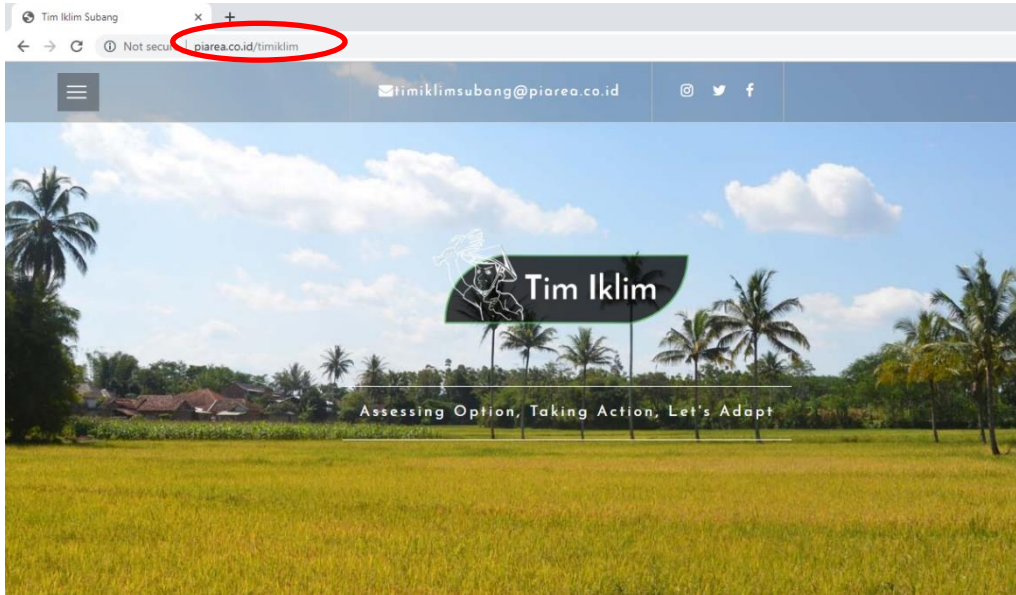 Tim Iklim Subang
Not secure piarea.co.id/timiklim
timiklimsubang@piarea.co.id
Tim Iklim
Assessing Option, Taking Action, Let's Adapt